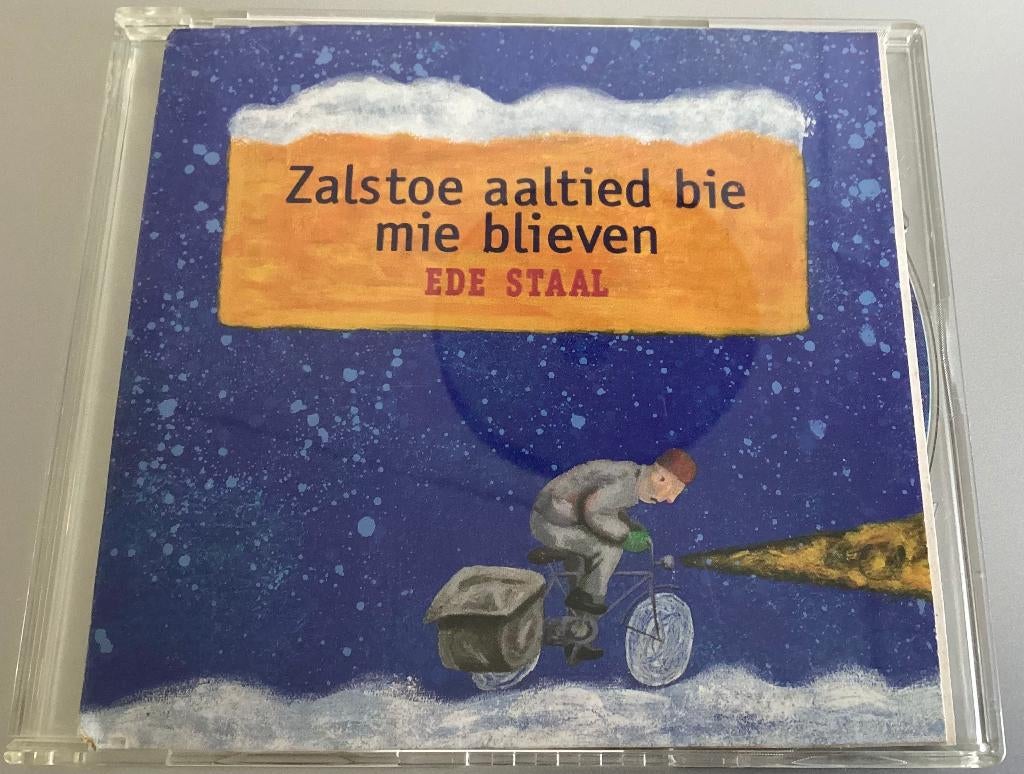 Zalstoe aaltied bie
mie blieven
EDE STAAL